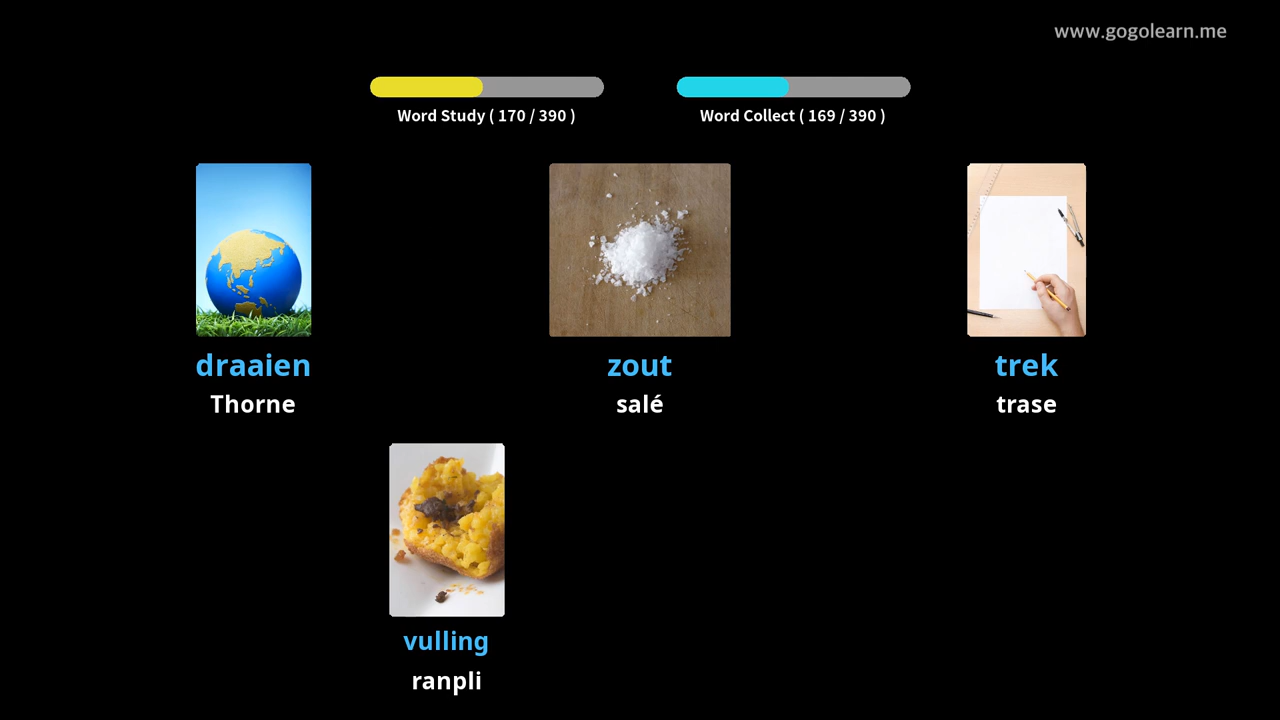 www.gogolearn.me
Word Study ( 170 / 390 )
Word Collect ( 169 / 390 )
draaien
Thorne
zout
salé
trek
trase
vulling
ranpli